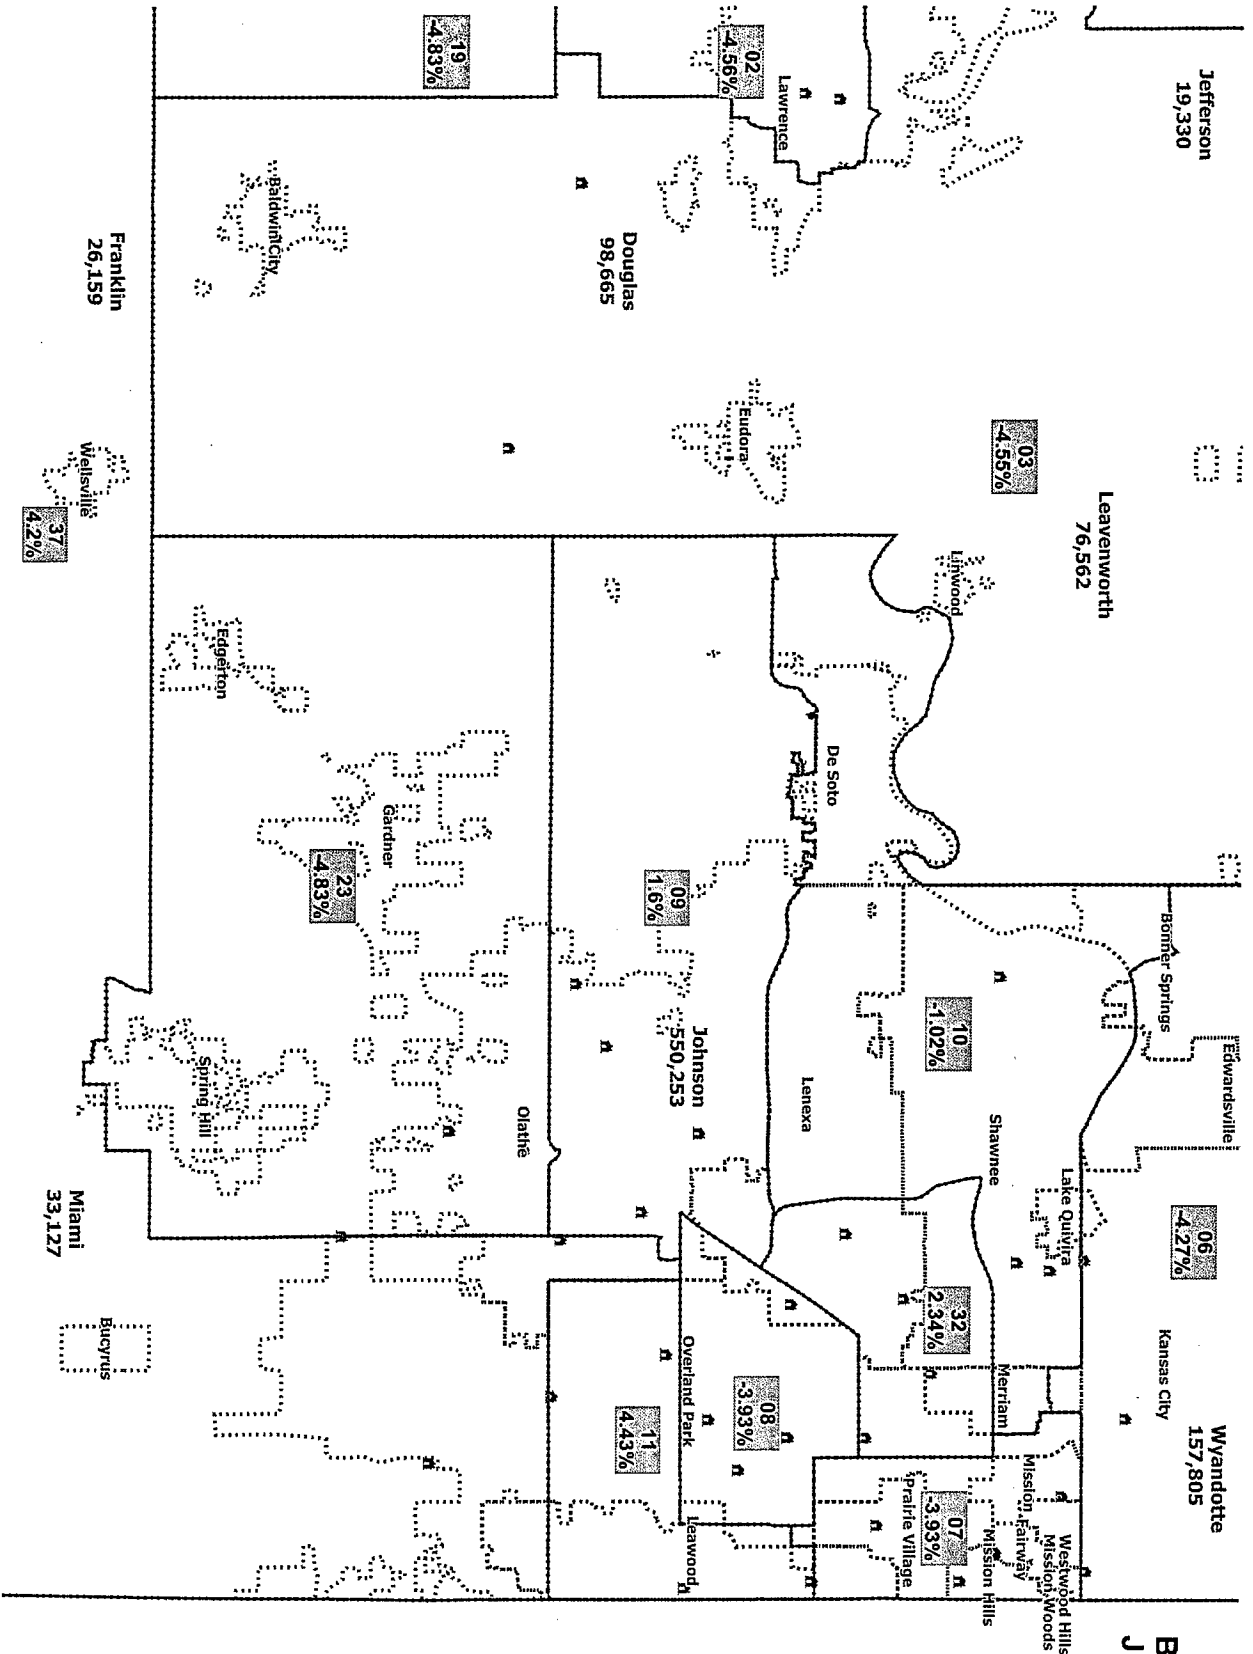 B
J
Jefferson
19,330
Leavenworth
76,562
Bonner Springs
Edwardsville
06
-4.27%
Kansas City
Wyandotte
157,805
03
-4.55%
Linwood
Lake Quivira
Westwood Hills
Mission Woods
Mission
Fairway
Mission Hills
Shawnee
Merriam
10
-1.02%
32
2.34%
07
-3.93%
Prairie Village
02
-4.56%
Lawrence
De Soto
Lenexa
Eudora
08
-3.93%
Johnson
550,253
Overland Park
Leawood
09
1.6%
11
4.43%
Douglas
98,665
Olathe
19
-4.83%
Gardner
23
-4.83%
Baldwin City
Edgerton
Spring Hill
Franklin
26,159
Wellsville
37
4.2%
Miami
33,127
Bucyrus